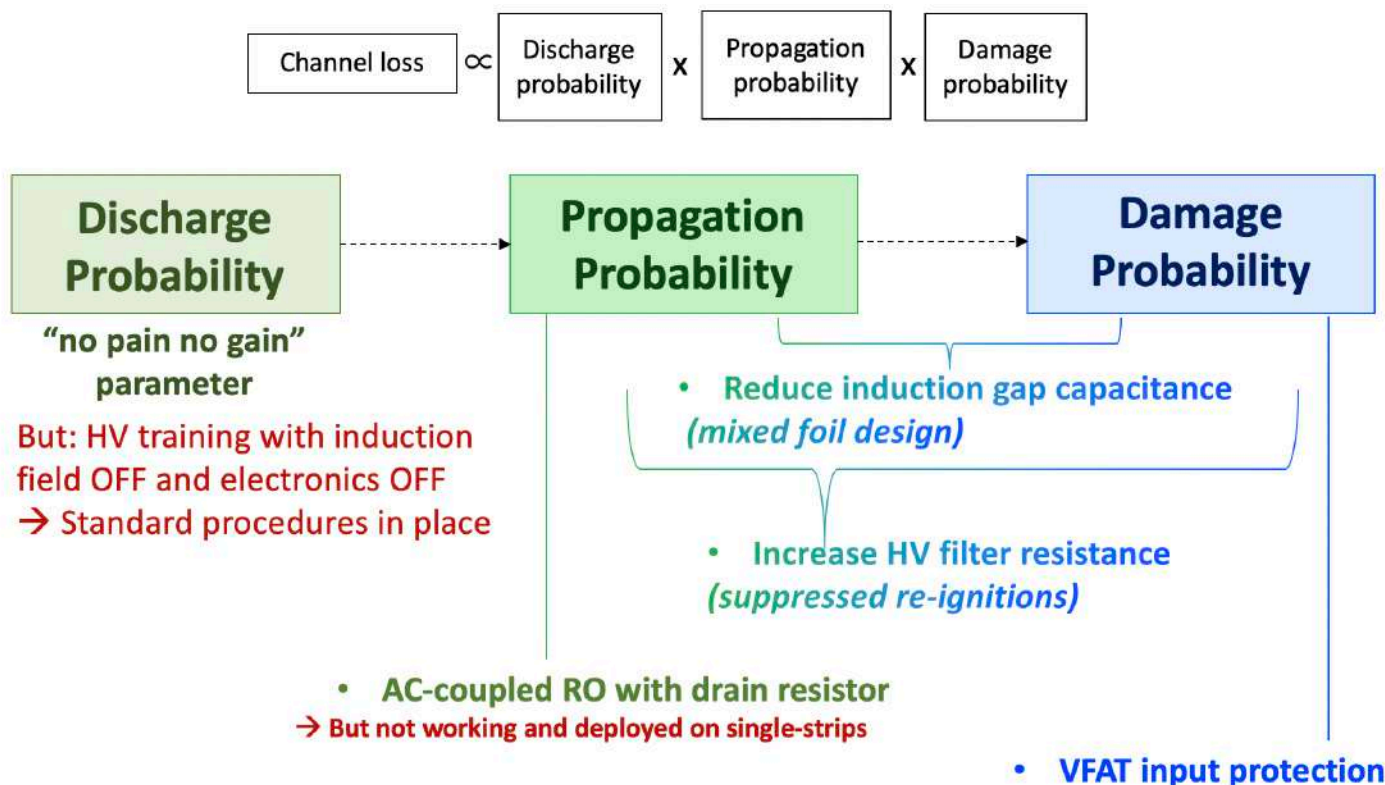 Channel loss ∝ Discharge probability x Propagation probability x Damage probability
Discharge
Probability
Propagation
Probability
Damage
Probability
“no pain no gain”
parameter
But: HV training with induction
field OFF and electronics OFF
→ Standard procedures in place
• Reduce induction gap capacitance
(mixed foil design)
• Increase HV filter resistance
(suppressed re-ignitions)
• AC-coupled RO with drain resistor
→ But not working and deployed on single-strips
• VFAT input protection